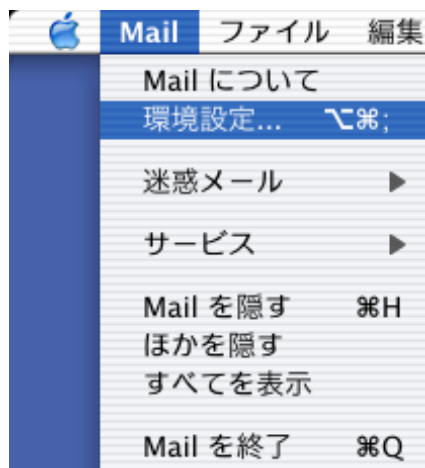 Mail ファイル 編集
Mail について
環境設定... ⌥⌘;
迷惑メール ▶
サービス ▶
Mail を隠す ⌘H
ほかを隠す
すべてを表示
Mail を終了 ⌘Q